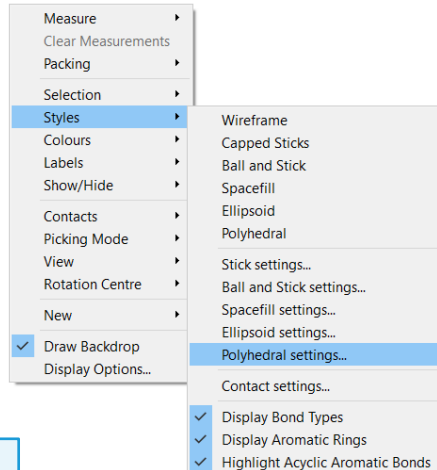 Measure
Clear Measurements
Packing
Selection
Styles
Colours
Labels
Show/Hide
Contacts
Picking Mode
View
Rotation Centre
New
Draw Backdrop
Display Options...
Wireframe
Capped Sticks
Ball and Stick
Spacefill
Ellipsoid
Polyhedral
Stick settings...
Ball and Stick settings...
Spacefill settings...
Ellipsoid settings...
Polyhedral settings...
Contact settings...
Display Bond Types
Display Aromatic Rings
Highlight Acyclic Aromatic Bonds